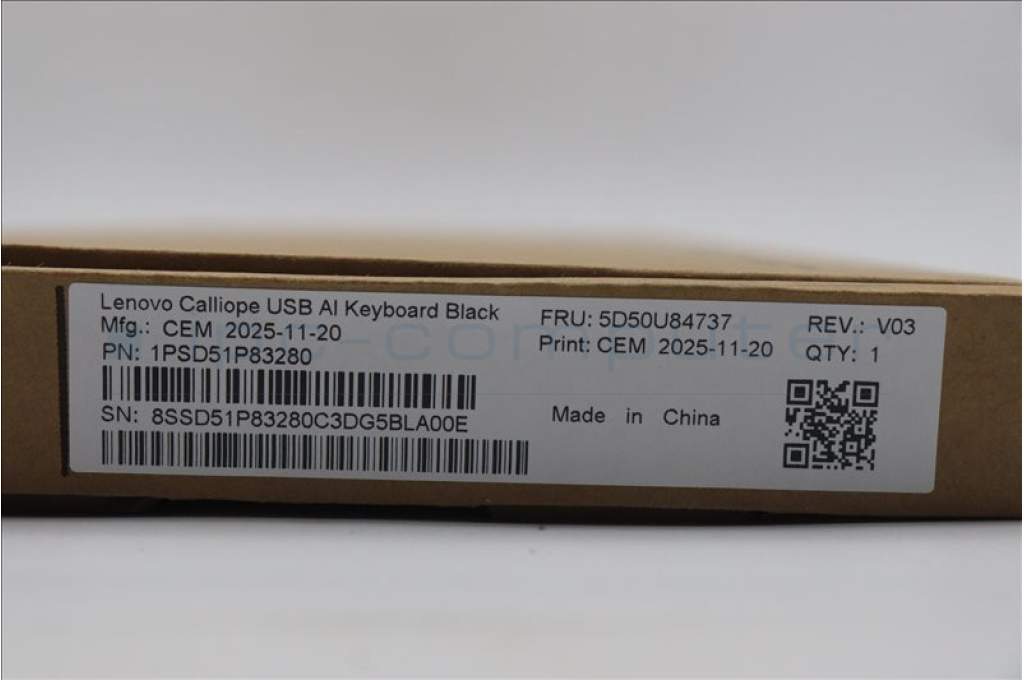 Lenovo Calliope USB AI Keyboard Black
Mfg.: CEM 2025-11-20
PN: 1PSD51P83280
SN: 8SSD51P83280C3DG5BLA00E
FRU: 5D50U84737
Print: CEM 2025-11-20
Made in China
REV.: V03
QTY: 1